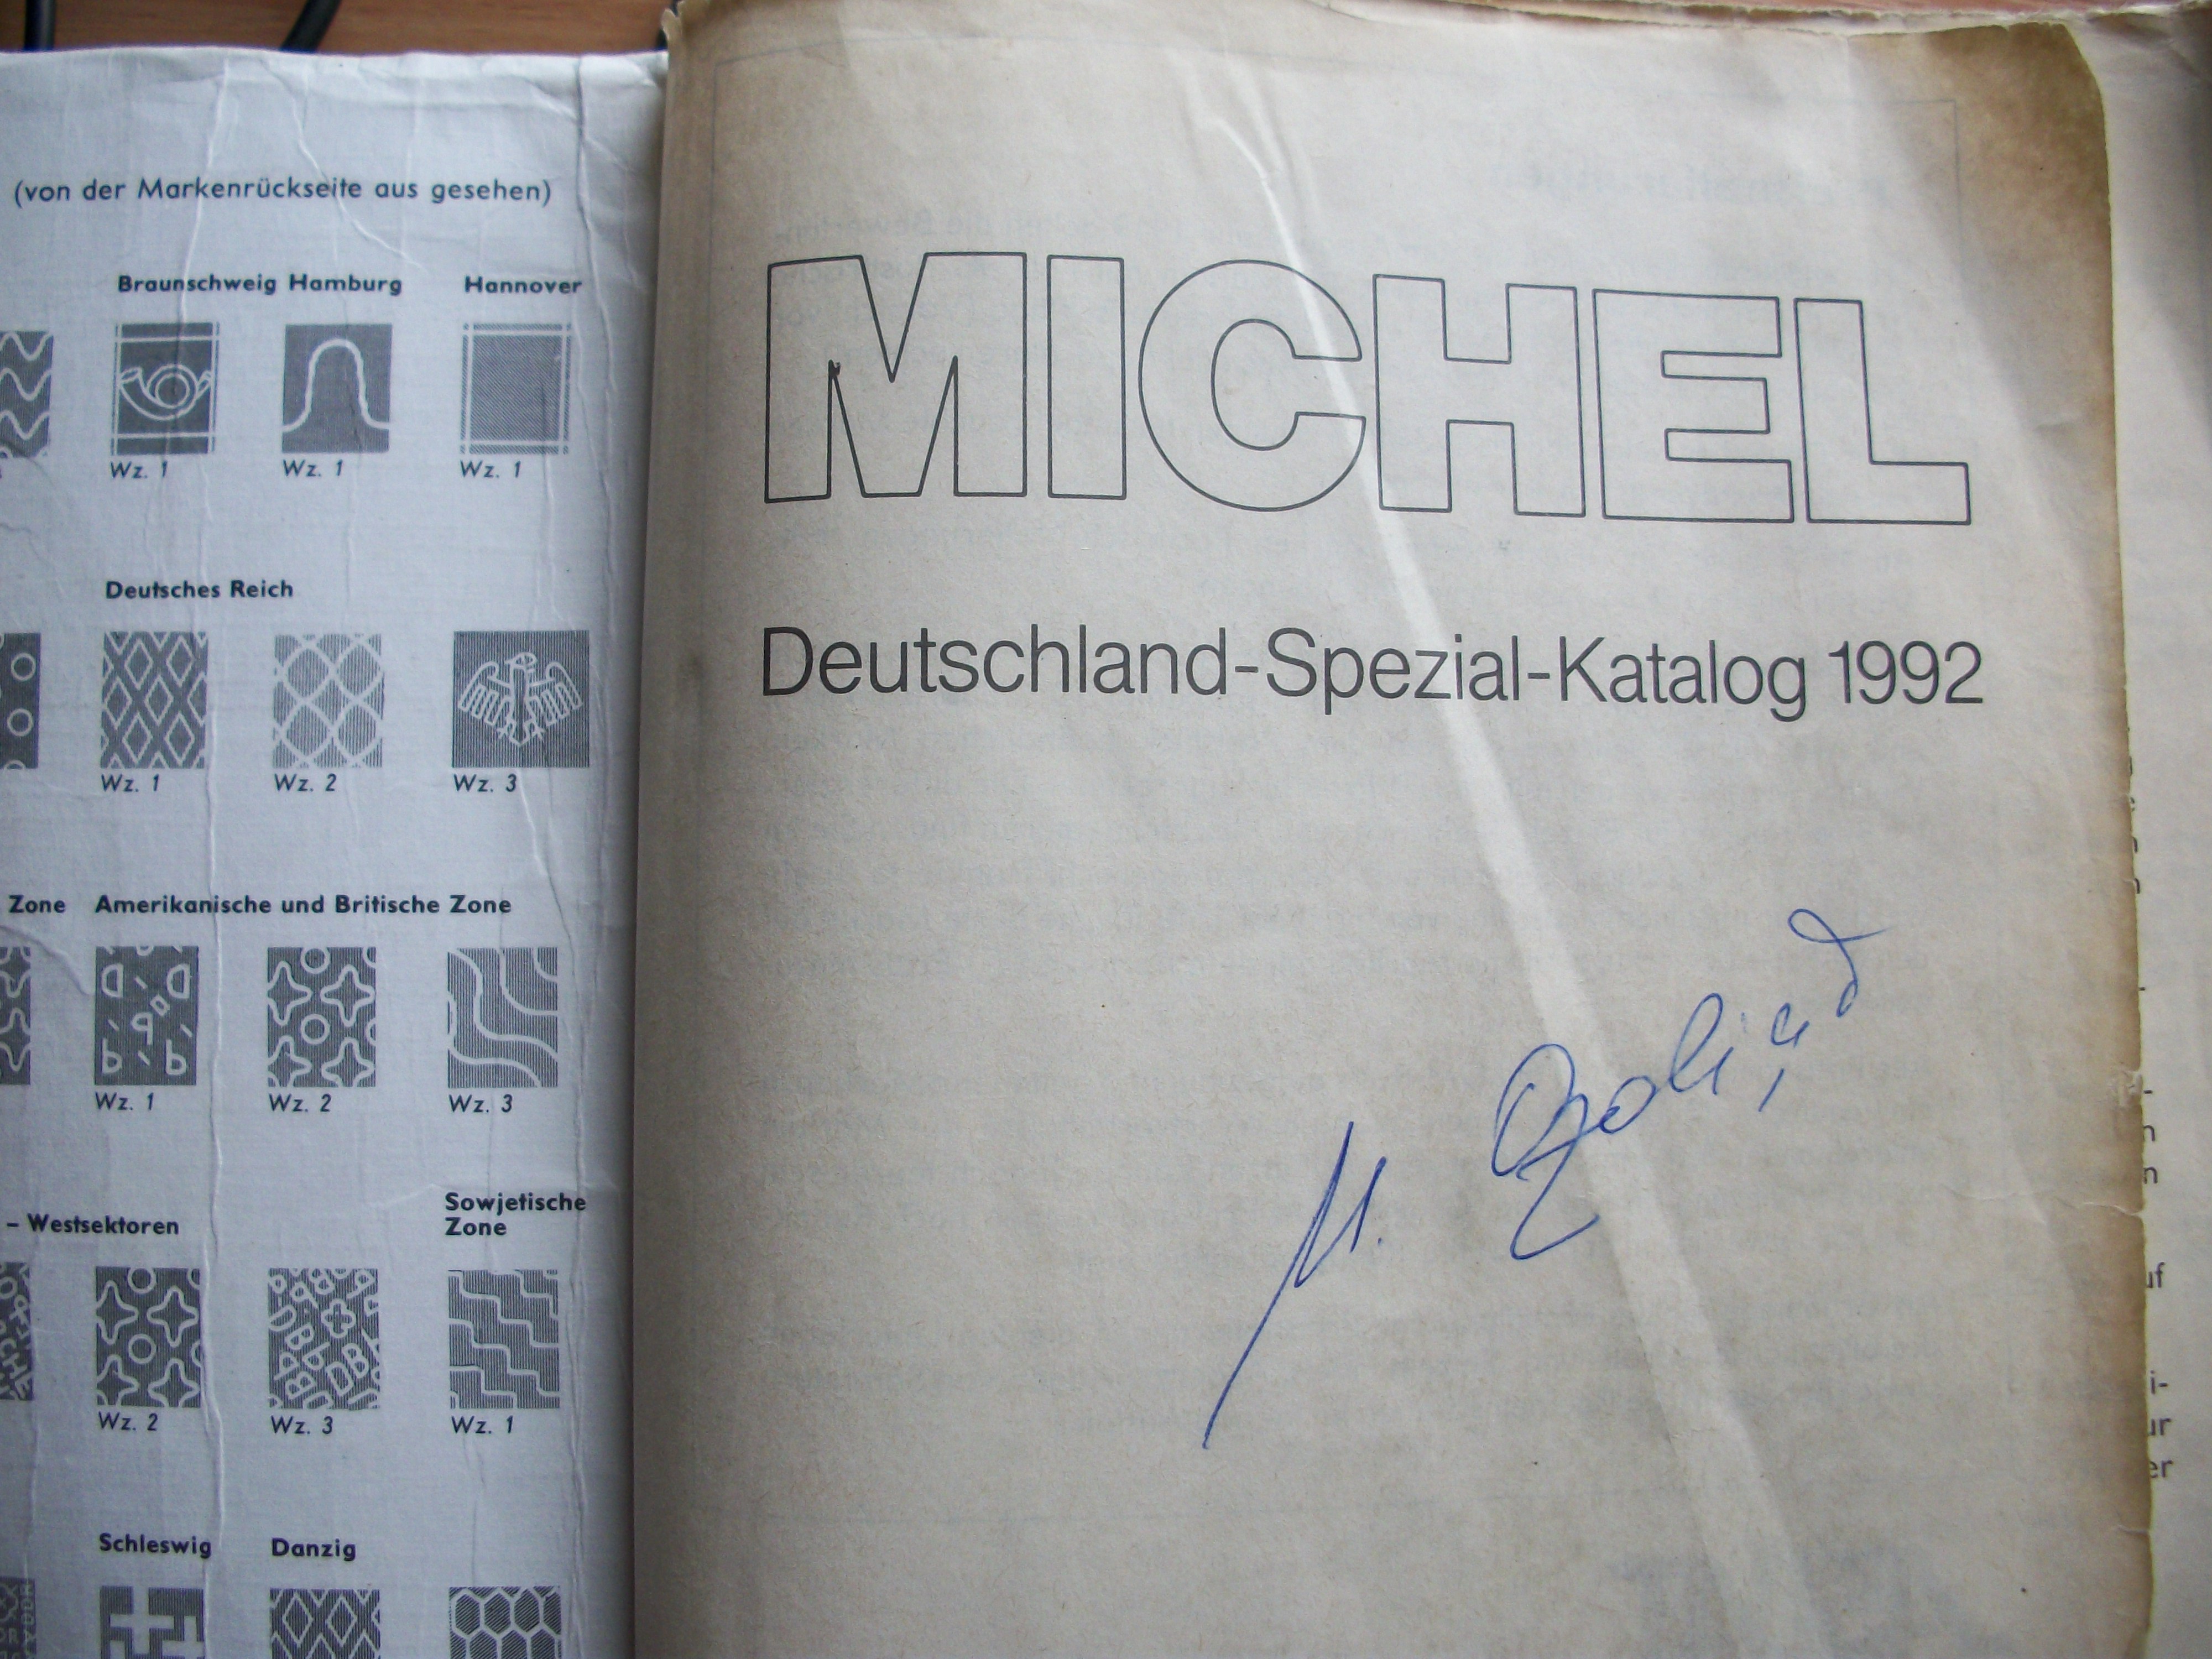 (von der Markenrückseite aus gesehen)
Braunschweig Hamburg Hannover
Wz. 1 Wz. 1 Wz. 1
Deutsches Reich
Wz. 1 Wz. 2 Wz. 3
Zone Amerikanische und Britische Zone
Wz. 1 Wz. 2 Wz. 3
– Westsektoren Sowjetische Zone
Wz. 2 Wz. 3 Wz. 1
Schleswig Danzig
MICHEL
Deutschland-Spezial-Katalog 1992